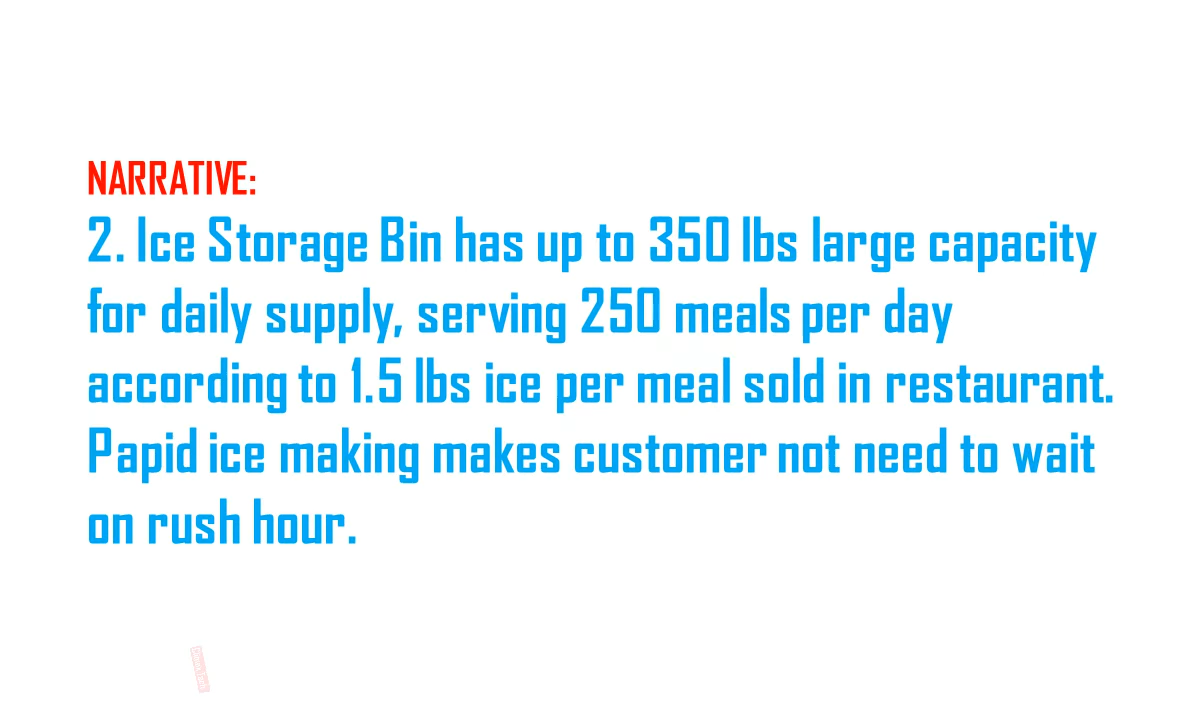 NARRATIVE:
2. Ice Storage Bin has up to 350 lbs large capacity
for daily supply, serving 250 meals per day
according to 1.5 lbs ice per meal sold in restaurant.
Papid ice making makes customer not need to wait
on rush hour.